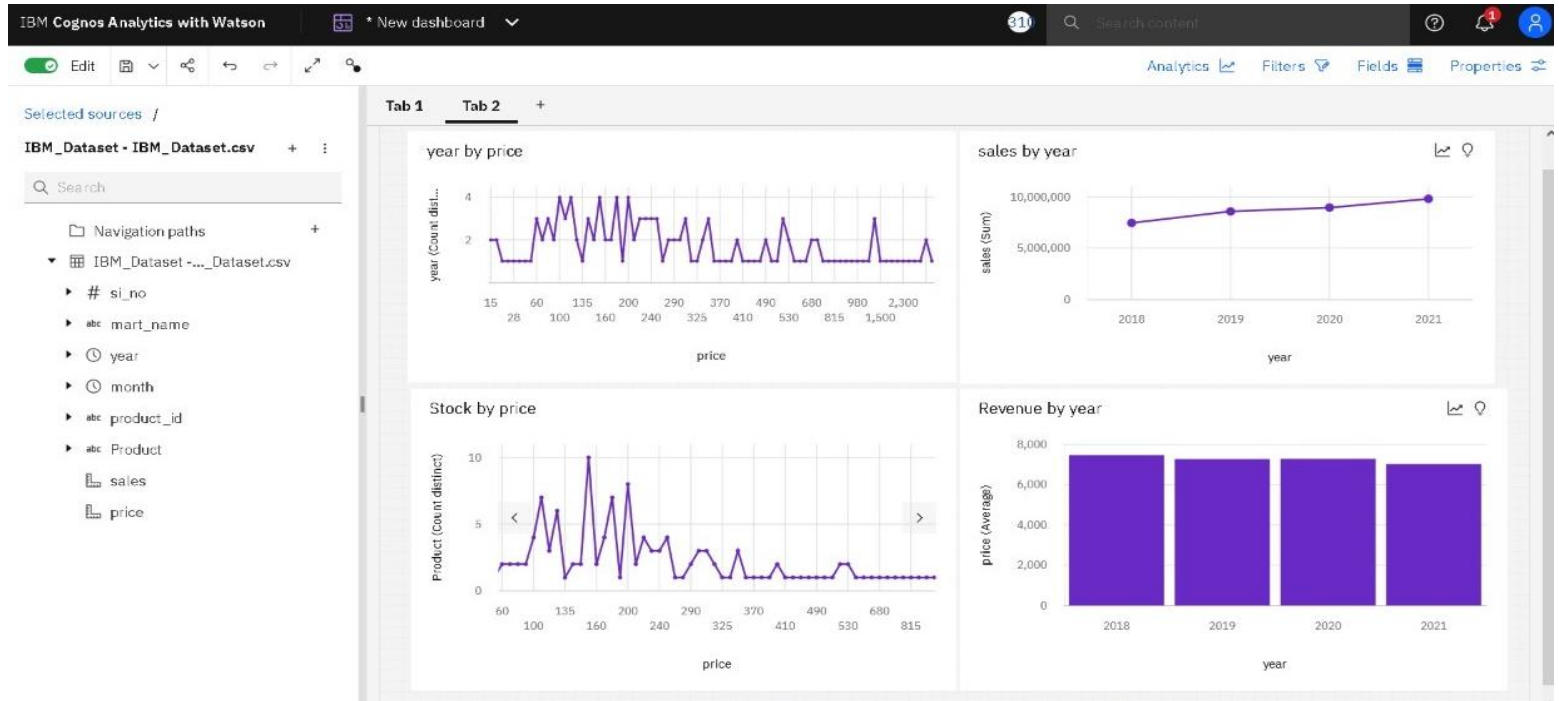 IBM Cognos Analytics with Watson
* New dashboard
310
Search content
1
Edit
Analytics
Filters
Fields
Properties
Selected sources /
IBM_Dataset - IBM_Dataset.csv
Search
Navigation paths
IBM_Dataset -..._Dataset.csv
# si_no
abc mart_name
year
month
abc product_id
abc Product
sales
price
Tab 1
Tab 2
+
year by price
year (Count dist...
4
2
15 60 135 200 290 370 490 680 980 2,300
28 100 160 240 325 410 530 815 1,500
price
sales by year
sales (Sum)
10,000,000
5,000,000
0
2018 2019 2020 2021
year
Stock by price
Product (Count distinct)
10
5
0
60 135 200 290 370 490 680
100 160 240 325 410 530 815
price
Revenue by year
price (Average)
8,000
6,000
4,000
2,000
0
2018 2019 2020 2021
year